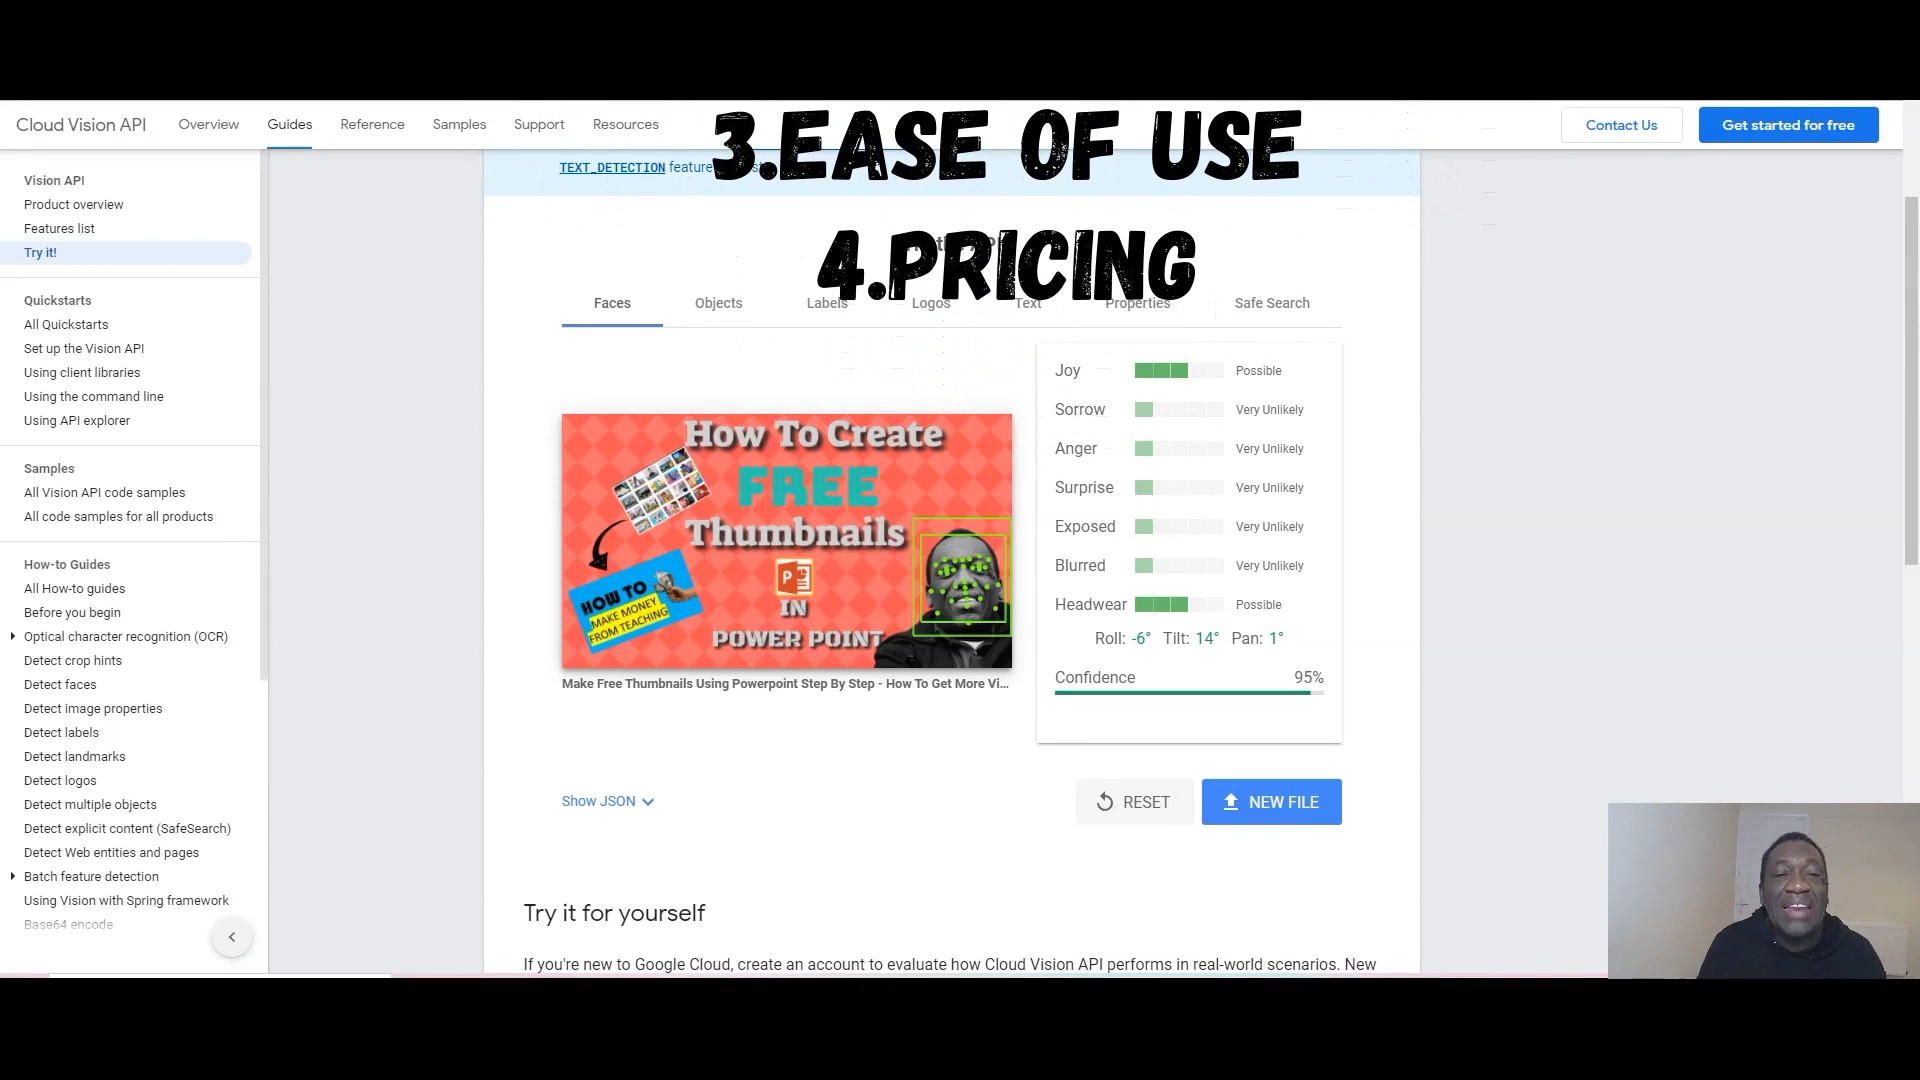 Cloud Vision API
Overview
Guides
Reference
Samples
Support
Resources
Contact Us
Get started for free
3.EASE OF USE
4.PRICING
TEXT_DETECTION feature
Vision API
Product overview
Features list
Try it!
Quickstarts
All Quickstarts
Set up the Vision API
Using client libraries
Using the command line
Using API explorer
Samples
All Vision API code samples
All code samples for all products
How-to Guides
All How-to guides
Before you begin
Optical character recognition (OCR)
Detect crop hints
Detect faces
Detect image properties
Detect labels
Detect landmarks
Detect logos
Detect multiple objects
Detect explicit content (SafeSearch)
Detect Web entities and pages
Batch feature detection
Using Vision with Spring framework
Base64 encode
Faces
Objects
Labels
Logos
Text
Properties
Safe Search
How To Create
FREE
Thumbnails
P
IN
POWER POINT
HOW TO
MAKE MONEY
FROM TEACHING
Make Free Thumbnails Using Powerpoint Step By Step - How To Get More Vi...
Joy Possible
Sorrow Very Unlikely
Anger Very Unlikely
Surprise Very Unlikely
Exposed Very Unlikely
Blurred Very Unlikely
Headwear Possible
Roll: -6° Tilt: 14° Pan: 1°
Confidence 95%
Show JSON
RESET
NEW FILE
Try it for yourself
If you're new to Google Cloud, create an account to evaluate how Cloud Vision API performs in real-world scenarios. New